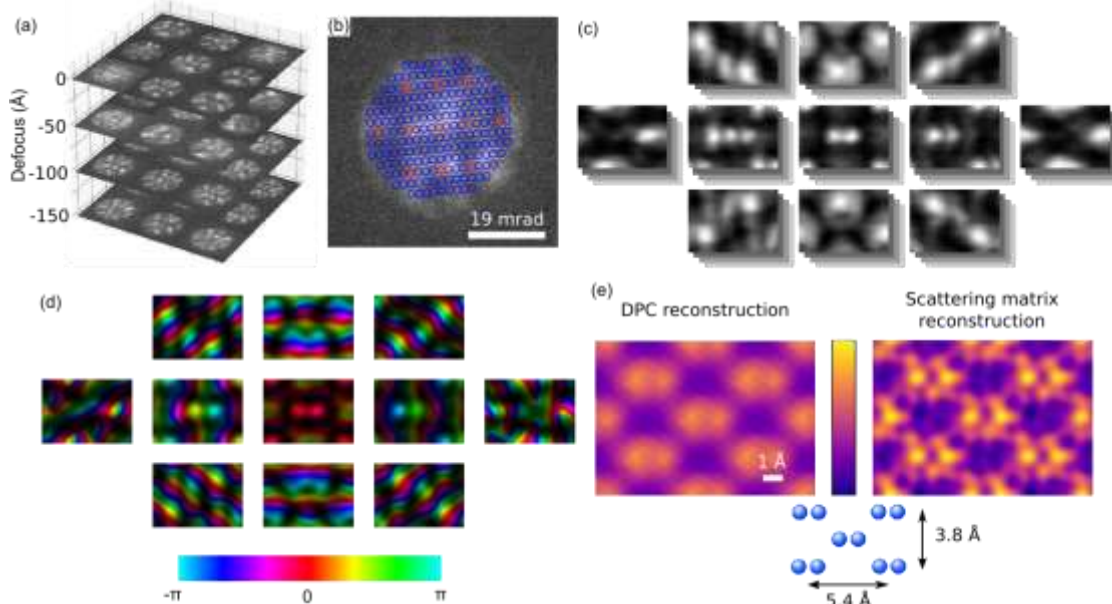 (a)
Defocus (Å)
0
-50
-100
-150
(b)
19 mrad
(c)
(d)
-π
0
π
(e)
DPC reconstruction
Scattering matrix
reconstruction
1 Å
3.8 Å
5.4 Å